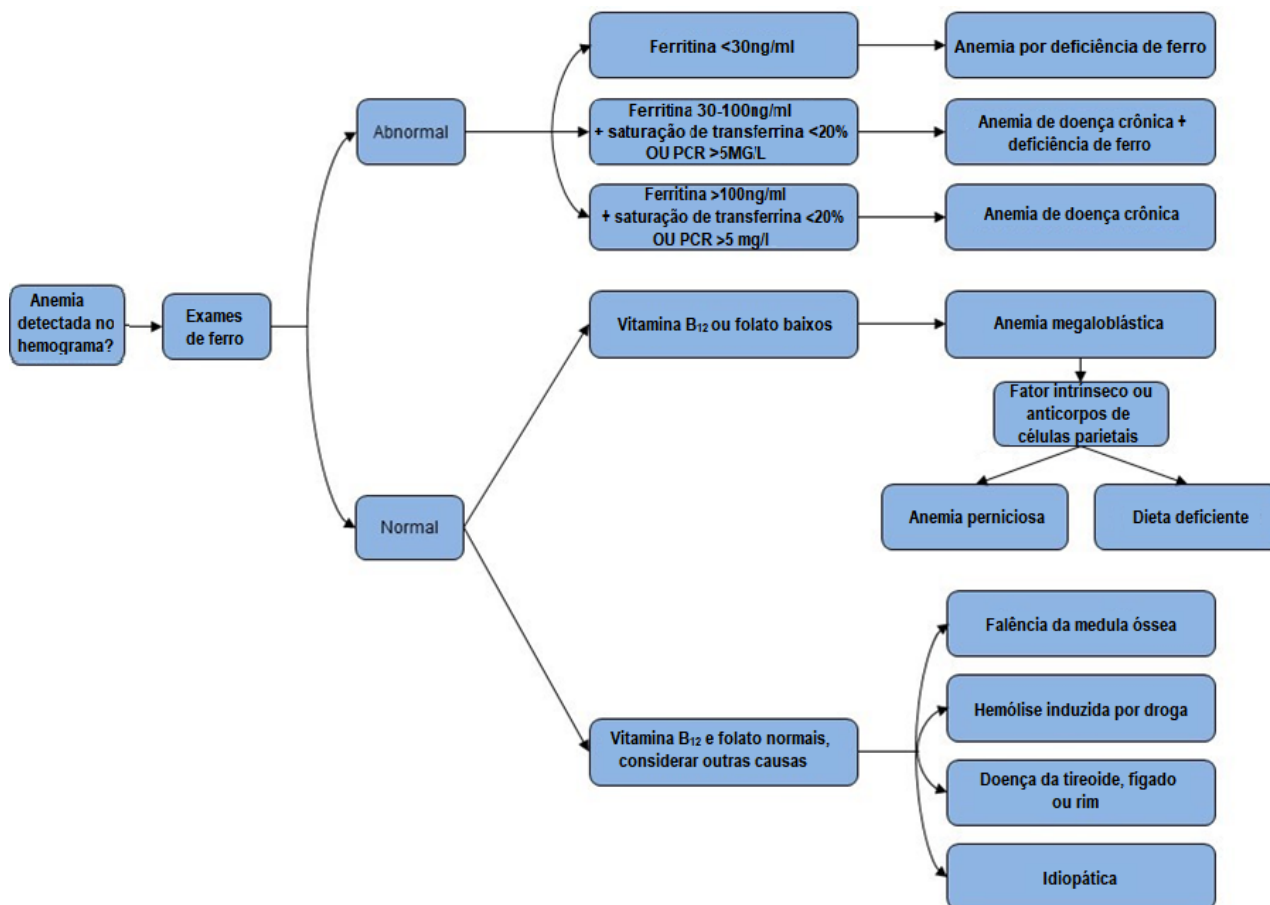 Anemia
detectada no
hemograma?
Exames
de ferro
Abnormal
Ferritina <30ng/ml
Anemia por deficiência de ferro
Ferritina 30-100ng/ml
+ saturação de transferrina <20%
OU PCR >5MG/L
Anemia de doença crônica +
deficiência de ferro
Ferritina >100ng/ml
+ saturação de transferrina <20%
OU PCR >5 mg/l
Anemia de doença crônica
Normal
Vitamina B₁₂ ou folato baixos
Anemia megaloblástica
Fator intrínseco ou
anticorpos de
células parietais
Anemia perniciosa
Dieta deficiente
Vitamina B₁₂ e folato normais,
considerar outras causas
Falência da medula óssea
Hemólise induzida por droga
Doença da tireoide, fígado
ou rim
Idiopática